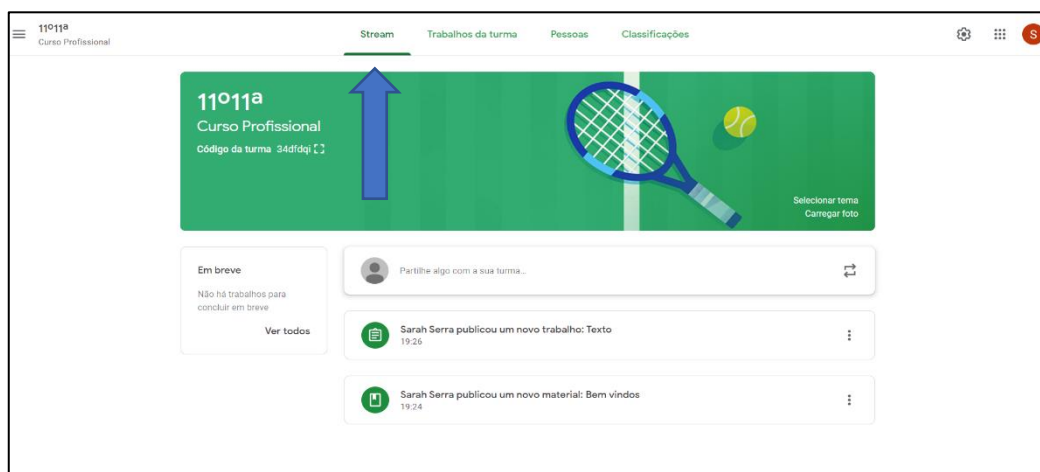 11º11ª
Curso Profissional
Stream
Trabalhos da turma
Pessoas
Classificações
S
11º11ª
Curso Profissional
Código da turma 34dfdqi
Selecionar tema
Carregar foto
Em breve
Não há trabalhos para
concluir em breve
Ver todos
Partilhe algo com a sua turma...
Sarah Serra publicou um novo trabalho: Texto
19:26
Sarah Serra publicou um novo material: Bem vindos
19:24